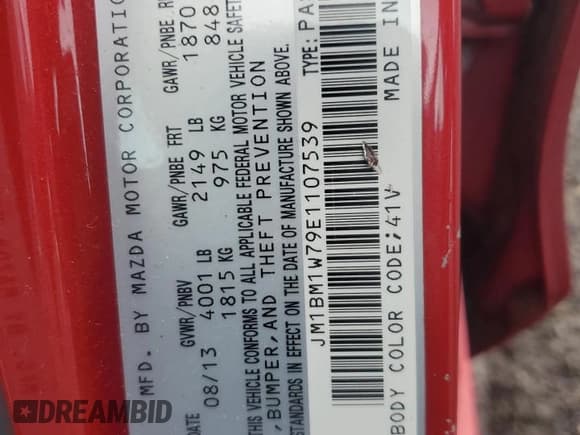 MFD. BY MAZDA MOTOR CORPORATIO
DATE GVWR/PNBV GAWR/PNBE FRT GAWR/PNBE R
08/13 4001 LB 2149 LB 1870
1815 KG 975 KG 848
THIS VEHICLE CONFORMS TO ALL APPLICABLE FEDERAL MOTOR VEHICLE SAFET
,BUMPER,AND THEFT PREVENTION
STANDARDS IN EFFECT ON THE DATE OF MANUFACTURE SHOWN ABOVE.
JM1BM1W79E1107539 TYPE: PA
BODY COLOR CODE:41V MADE IN
DREAMBID